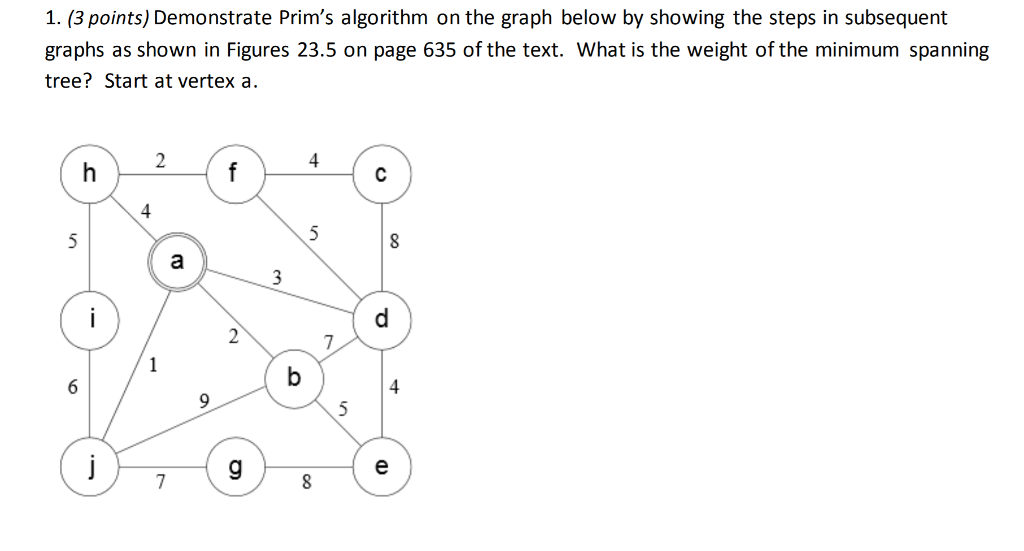 1. (3 points) Demonstrate Prim’s algorithm on the graph below by showing the steps in subsequent
graphs as shown in Figures 23.5 on page 635 of the text. What is the weight of the minimum spanning
tree? Start at vertex a.
h 2 f 4 c
4
5 5 8
a
3
i d
2 7
1
b
6 9 5 4
j g e
7 8